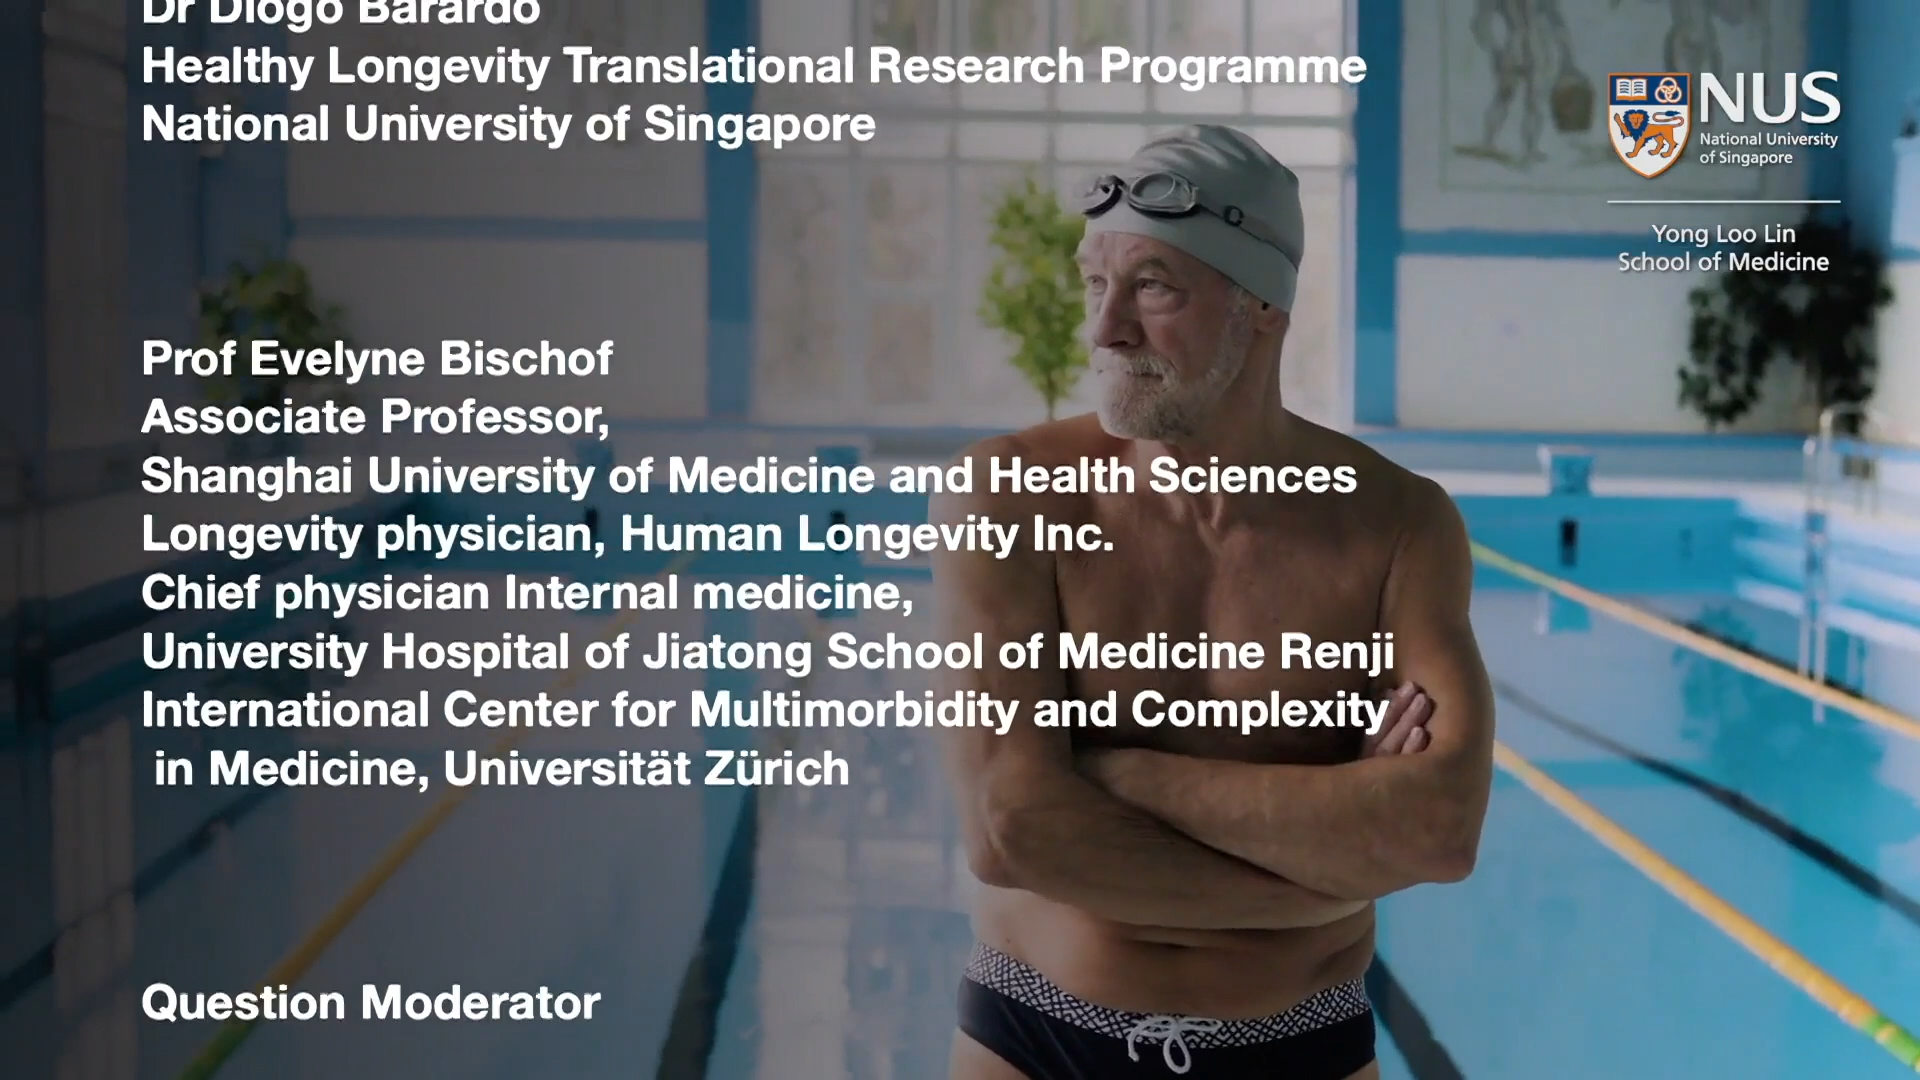 Dr Diogo Barardo
Healthy Longevity Translational Research Programme
National University of Singapore
NUS
National University
of Singapore
Yong Loo Lin
School of Medicine
Prof Evelyne Bischof
Associate Professor,
Shanghai University of Medicine and Health Sciences
Longevity physician, Human Longevity Inc.
Chief physician Internal medicine,
University Hospital of Jiatong School of Medicine Renji
International Center for Multimorbidity and Complexity
in Medicine, Universität Zürich
Question Moderator